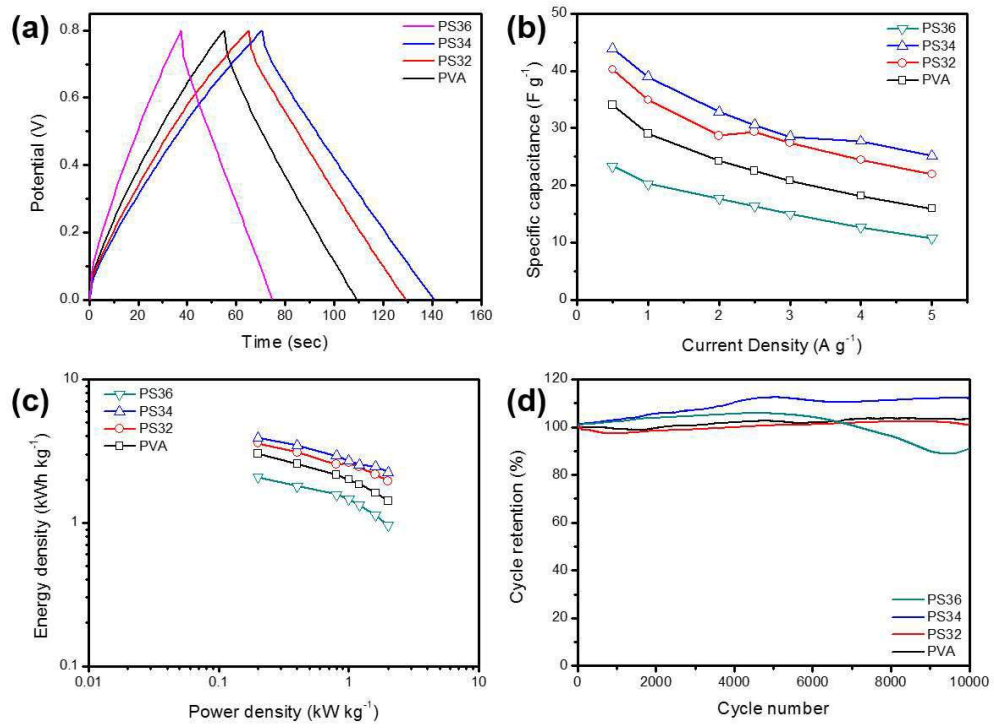 (a)
PS36
PS34
PS32
PVA
0.8
0.6
0.4
0.2
0.0
Potential (V)
0 20 40 60 80 100 120 140 160
Time (sec)
(b)
PS36
PS34
PS32
PVA
50
40
30
20
10
0
Specific capacitance (F g-1)
0 1 2 3 4 5
Current Density (A g-1)
(c)
PS36
PS34
PS32
PVA
10
1
0.1
Energy density (kWh kg-1)
0.01 0.1 1 10
Power density (kW kg-1)
(d)
120
100
80
60
40
20
0
Cycle retention (%)
PS36
PS34
PS32
PVA
0 2000 4000 6000 8000 10000
Cycle number